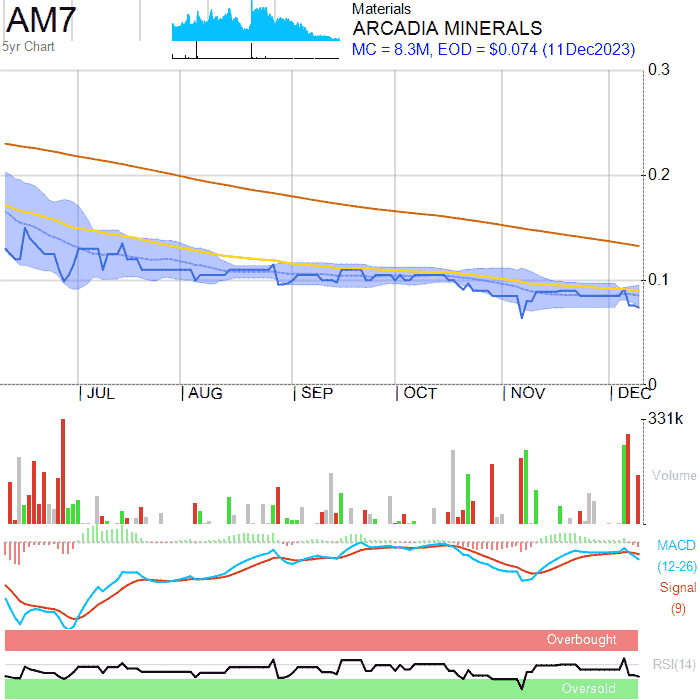 AM7
5yr Chart
Materials
ARCADIA MINERALS
MC = 8.3M, EOD = $0.074 (11Dec2023)
0.3
0.2
0.1
0
JUL AUG SEP OCT NOV DEC
331k
Volume
MACD
(12-26)
Signal
(9)
Overbought
RSI(14)
Oversold